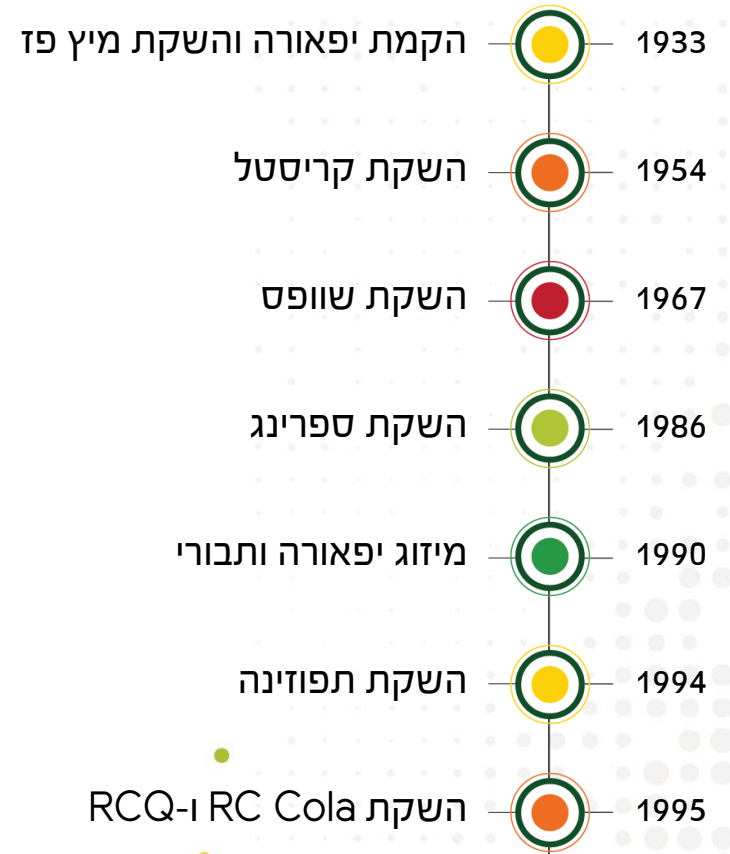 1933 הקמת יפאורה והשקת מיץ פז
1954 השקת קריסטל
1967 השקת שוופס
1986 השקת ספרינג
1990 מיזוג יפאורה ותבורי
1994 השקת תפוזינה
1995 השקת RC Cola ו-RCQ